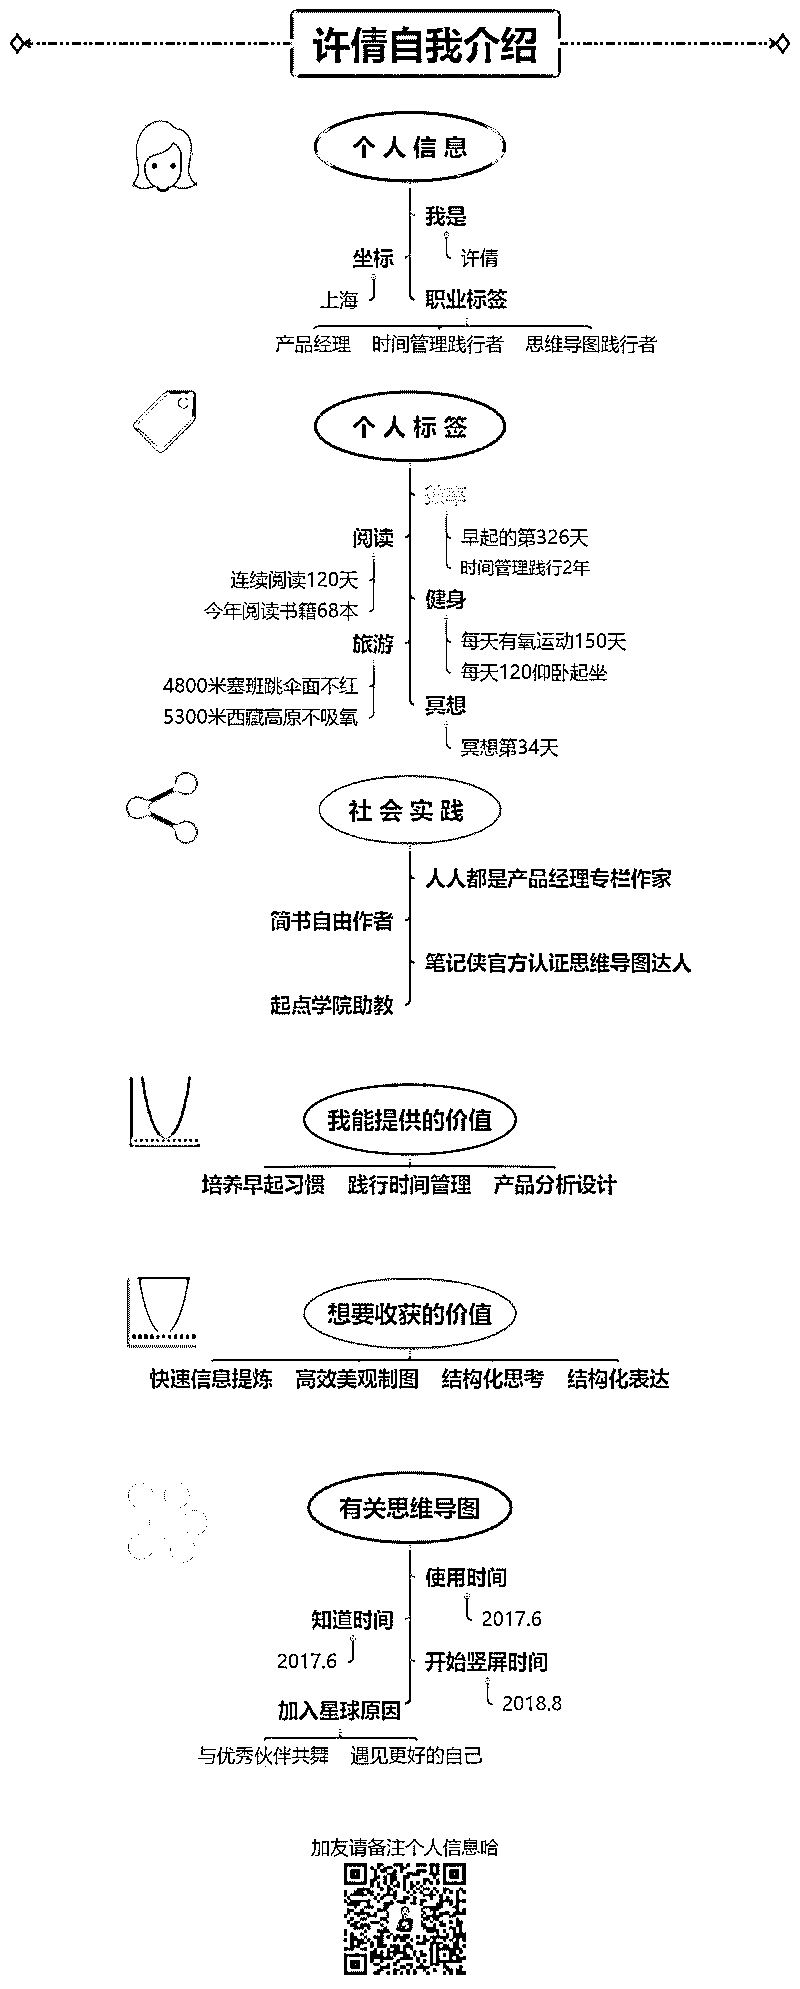 许倩自我介绍
个人信息
我是
许倩
坐标
上海
职业标签
产品经理 时间管理践行者 思维导图践行者
个人标签
效率
早起的第326天
时间管理践行2年
阅读
连续阅读120天
今年阅读书籍68本
健身
每天有氧运动150天
每天120仰卧起坐
旅游
4800米塞班跳伞面不红
5300米西藏高原不吸氧
冥想
冥想第34天
社会实践
人人都是产品经理专栏作家
简书自由作者
笔记侠官方认证思维导图达人
起点学院助教
我能提供的价值
培养早起习惯 践行时间管理 产品分析设计
想要收获的价值
快速信息提炼 高效美观制图 结构化思考 结构化表达
有关思维导图
使用时间
2017.6
知道时间
2017.6
开始竖屏时间
2018.8
加入星球原因
与优秀伙伴共舞 遇见更好的自己
加友请备注个人信息哈